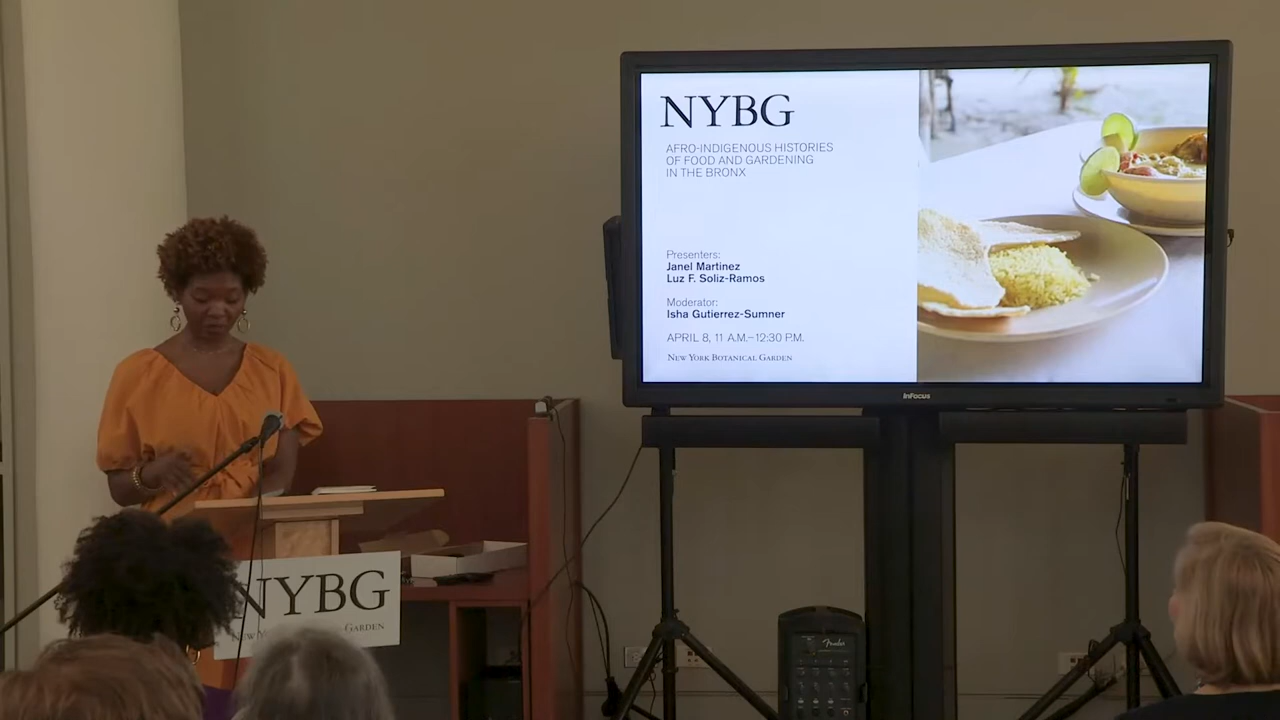 NYBG
AFRO-INDIGENOUS HISTORIES
OF FOOD AND GARDENING
IN THE BRONX
Presenters:
Janel Martinez
Luz F. Soliz-Ramos
Moderator:
Isha Gutierrez-Sumner
APRIL 8, 11 A.M.–12:30 P.M.
NEW YORK BOTANICAL GARDEN
InFocus
NYBG
NEW Y GARDEN
Fender